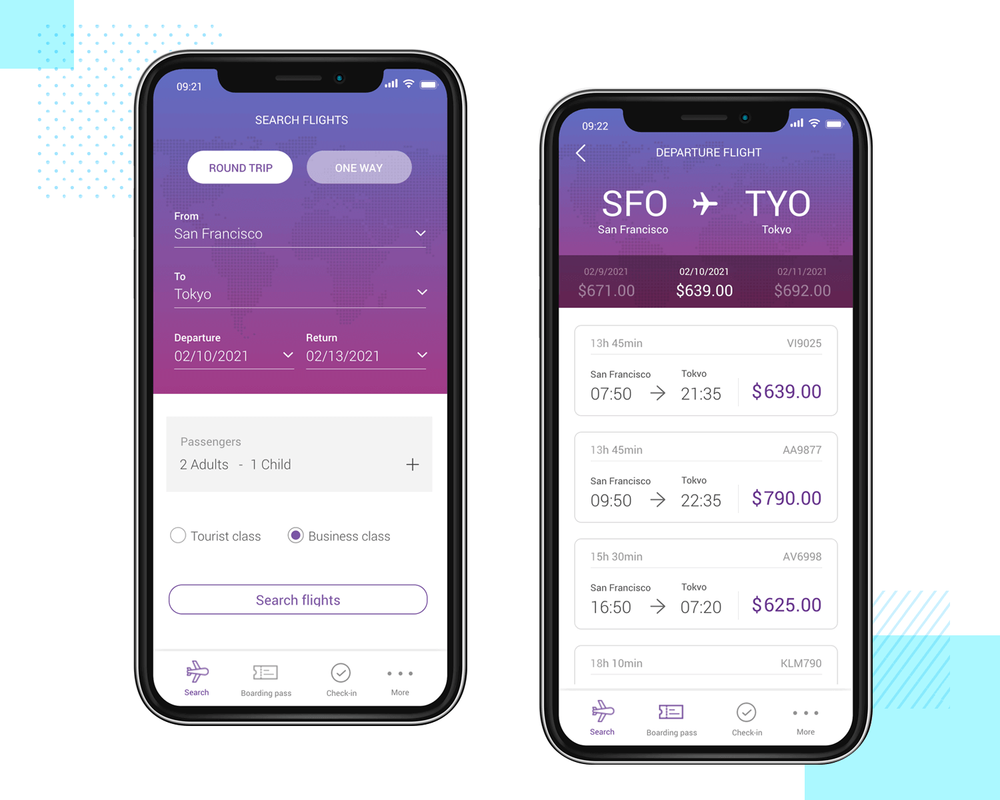 09:21
SEARCH FLIGHTS
ROUND TRIP ONE WAY
From
San Francisco
To
Tokyo
Departure Return
02/10/2021 02/13/2021
Passengers
2 Adults - 1 Child
Tourist class Business class
Search flights
Search Boarding pass Check-in More
09:22
DEPARTURE FLIGHT
SFO TYO
San Francisco Tokyo
02/9/2021 02/10/2021 02/11/2021
$671.00 $639.00 $692.00
13h 45min VI9025
San Francisco Tokyo
07:50 → 21:35 $639.00
13h 45min AA9877
San Francisco Tokyo
09:50 → 22:35 $790.00
15h 30min AV6998
San Francisco Tokyo
16:50 → 07:20 $625.00
18h 10min KLM790
Search Boarding pass Check-in More